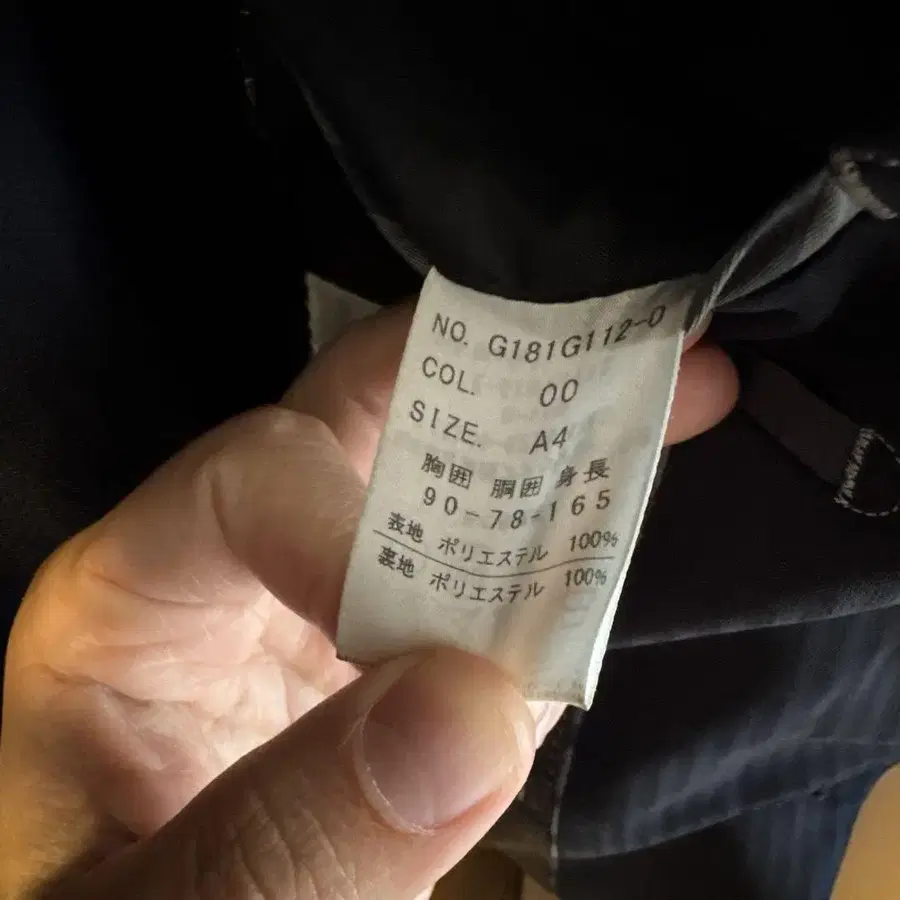 NO. G181G112-0
COL. 00
SIZE. A4
胸囲 胴囲 身長
90-78-165
表地 ポリエステル 100%
裏地 ポリエステル 100%